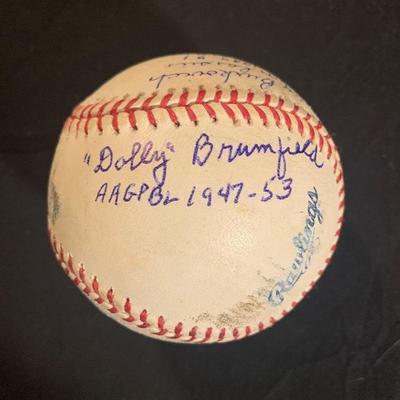 "Dolly" Brumfield
AAGPBL 1947-53
Rawlings